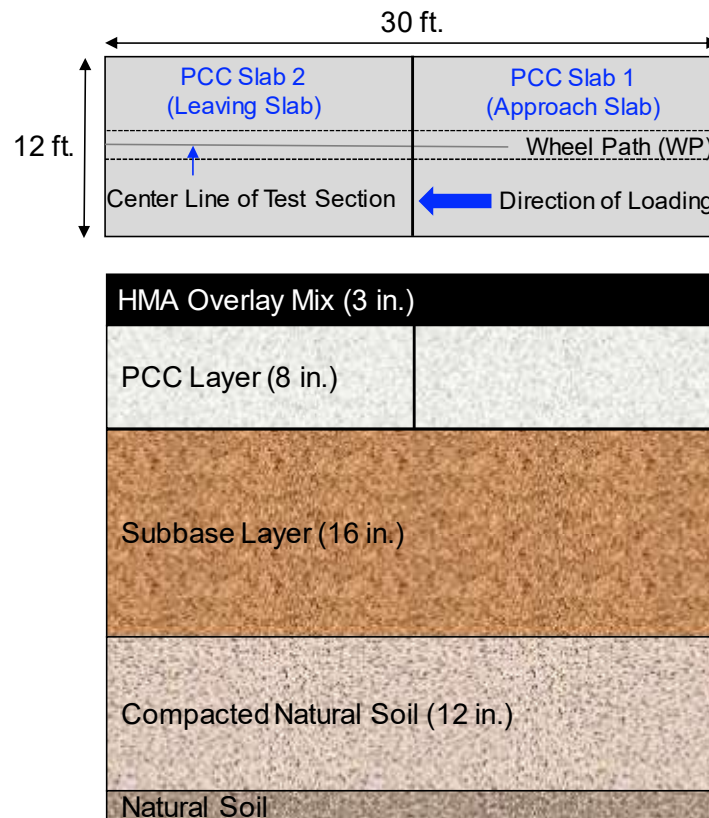 30 ft.
PCC Slab 2
(Leaving Slab)
PCC Slab 1
(Approach Slab)
12 ft.
Wheel Path (WP)
Center Line of Test Section
Direction of Loading
HMA Overlay Mix (3 in.)
PCC Layer (8 in.)
Subbase Layer (16 in.)
Compacted Natural Soil (12 in.)
Natural Soil